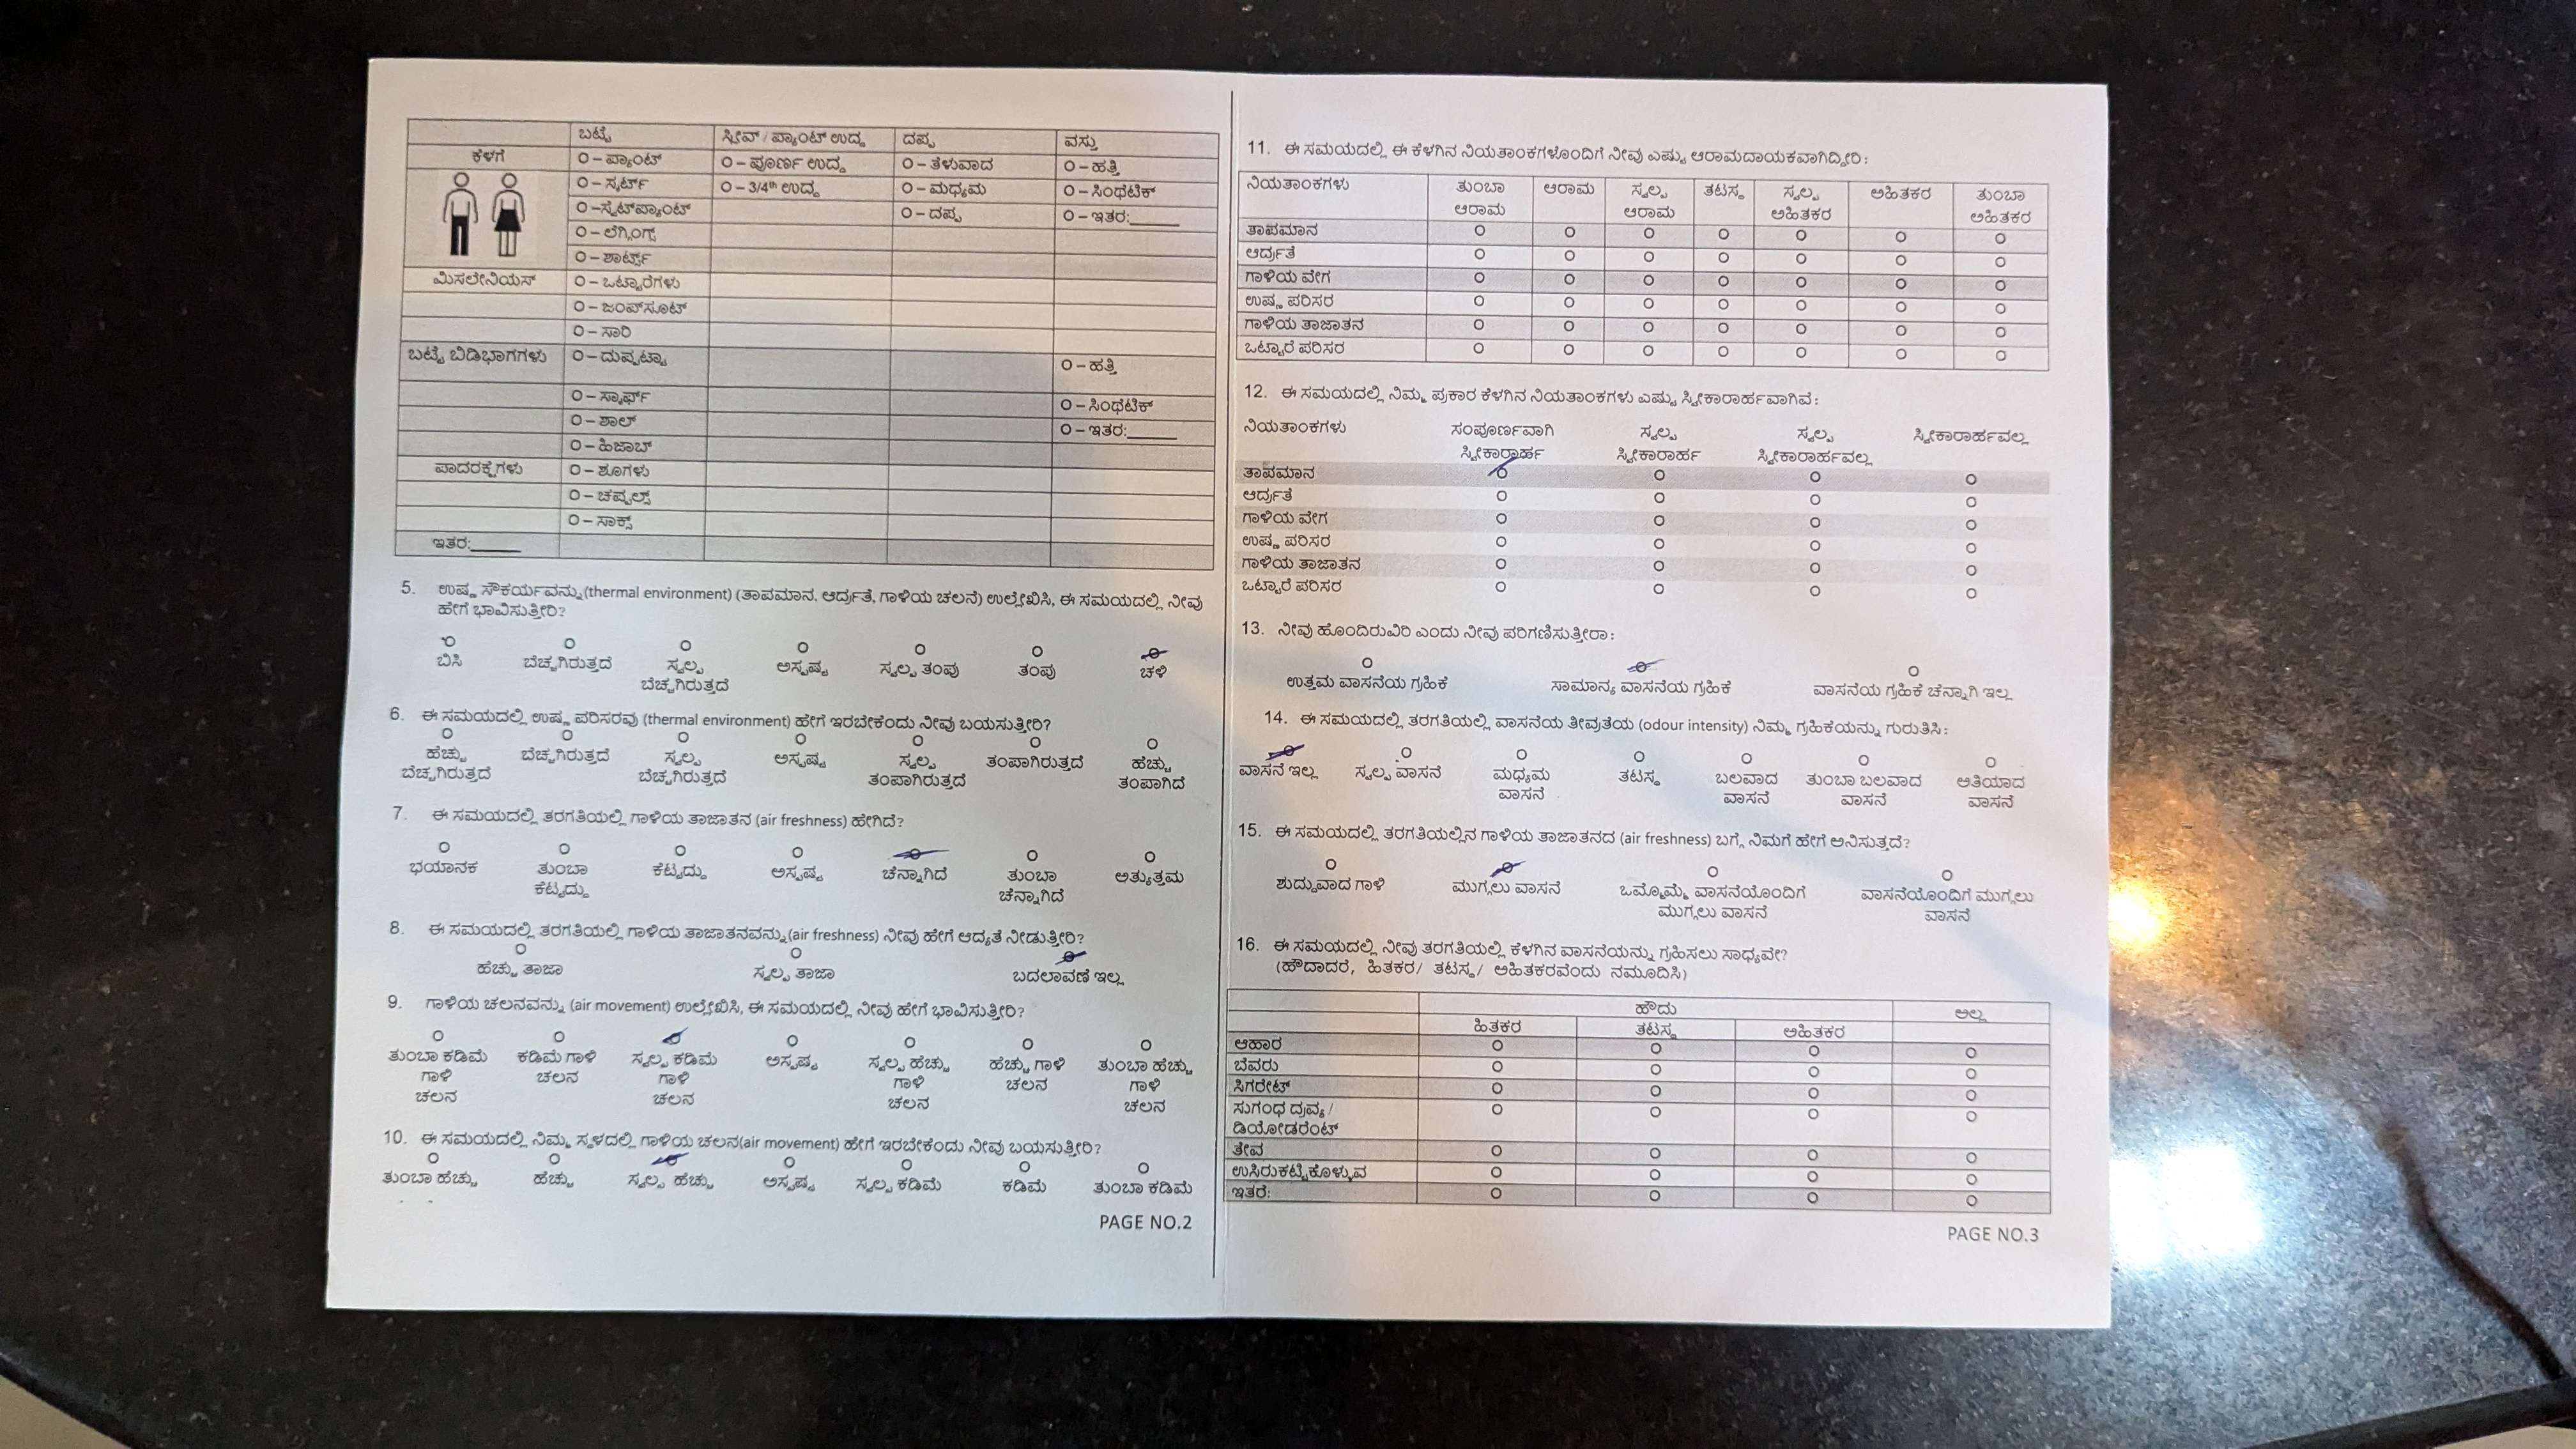 ಬಟ್ಟೆ ಸ್ಲೀವ್ / ಪ್ಯಾಂಟ್ ಉದ್ದ ದಪ್ಪ ವಸ್ತು
ಕೆಳಗೆ O – ಪ್ಯಾಂಟ್ O – ಪೂರ್ಣ ಉದ್ದ O – ತೆಳುವಾದ O – ಹತ್ತಿ
O – ಸ್ಕರ್ಟ್ O – 3/4th ಉದ್ದ O – ಮಧ್ಯಮ O – ಸಿಂಥೆಟಿಕ್
O –ಸ್ವೆಟ್‌ಪ್ಯಾಂಟ್ O – ದಪ್ಪ O – ಇತರ:______
O – ಲೆಗ್ಗಿಂಗ್ಸ್
O – ಶಾರ್ಟ್ಸ್
ಮಿಸಲೇನಿಯಸ್ O – ಒಟ್ಟಾರೆಗಳು
O – ಜಂಪ್‌ಸೂಟ್
O – ಸಾರಿ
ಬಟ್ಟೆ ಬಿಡಿಭಾಗಗಳು O – ದುಪ್ಪಟ್ಟಾ O – ಹತ್ತಿ
O – ಸ್ಕಾರ್ಫ್ O – ಸಿಂಥೆಟಿಕ್
O – ಶಾಲ್ O – ಇತರ:______
O – ಹಿಜಾಬ್
ಪಾದರಕ್ಷೆಗಳು O – ಶೂಗಳು
O – ಚಪ್ಪಲ್ಸ್
O – ಸಾಕ್ಸ್
ಇತರ:______
5. ಉಷ್ಣ ಸೌಕರ್ಯವನ್ನು(thermal environment) (ತಾಪಮಾನ, ಆರ್ದ್ರತೆ, ಗಾಳಿಯ ಚಲನೆ) ಉಲ್ಲೇಖಿಸಿ, ಈ ಸಮಯದಲ್ಲಿ ನೀವು
ಹೇಗೆ ಭಾವಿಸುತ್ತೀರಿ?
ಬಿಸಿ ಬೆಚ್ಚಗಿರುತ್ತದೆ ಸ್ವಲ್ಪ ಅಸ್ಪಷ್ಟ ಸ್ವಲ್ಪ ತಂಪು ತಂಪು ಚಳಿ
ಬೆಚ್ಚಗಿರುತ್ತದೆ
6. ಈ ಸಮಯದಲ್ಲಿ ಉಷ್ಣ ಪರಿಸರವು (thermal environment) ಹೇಗೆ ಇರಬೇಕೆಂದು ನೀವು ಬಯಸುತ್ತೀರಿ?
ಹೆಚ್ಚು ಬೆಚ್ಚಗಿರುತ್ತದೆ ಸ್ವಲ್ಪ ಅಸ್ಪಷ್ಟ ಸ್ವಲ್ಪ ತಂಪಾಗಿರುತ್ತದೆ ಹೆಚ್ಚು
ಬೆಚ್ಚಗಿರುತ್ತದೆ ಬೆಚ್ಚಗಿರುತ್ತದೆ ತಂಪಾಗಿರುತ್ತದೆ ತಂಪಾಗಿದೆ
7. ಈ ಸಮಯದಲ್ಲಿ ತರಗತಿಯಲ್ಲಿ ಗಾಳಿಯ ತಾಜಾತನ (air freshness) ಹೇಗಿದೆ?
ಭಯಾನಕ ತುಂಬಾ ಕೆಟ್ಟದ್ದು ಅಸ್ಪಷ್ಟ ಚೆನ್ನಾಗಿದೆ ತುಂಬಾ ಅತ್ಯುತ್ತಮ
ಕೆಟ್ಟದ್ದು ಚೆನ್ನಾಗಿದೆ
8. ಈ ಸಮಯದಲ್ಲಿ ತರಗತಿಯಲ್ಲಿ ಗಾಳಿಯ ತಾಜಾತನವನ್ನು(air freshness) ನೀವು ಹೇಗೆ ಆದ್ಯತೆ ನೀಡುತ್ತೀರಿ?
ಹೆಚ್ಚು ತಾಜಾ ಸ್ವಲ್ಪ ತಾಜಾ ಬದಲಾವಣೆ ಇಲ್ಲ
9. ಗಾಳಿಯ ಚಲನವನ್ನು (air movement) ಉಲ್ಲೇಖಿಸಿ, ಈ ಸಮಯದಲ್ಲಿ ನೀವು ಹೇಗೆ ಭಾವಿಸುತ್ತೀರಿ?
ತುಂಬಾ ಕಡಿಮೆ ಕಡಿಮೆ ಗಾಳಿ ಸ್ವಲ್ಪ ಕಡಿಮೆ ಅಸ್ಪಷ್ಟ ಸ್ವಲ್ಪ ಹೆಚ್ಚು ಹೆಚ್ಚು ಗಾಳಿ ತುಂಬಾ ಹೆಚ್ಚು
ಗಾಳಿ ಚಲನ ಗಾಳಿ ಗಾಳಿ ಚಲನ ಗಾಳಿ
ಚಲನ ಚಲನ ಚಲನ ಚಲನ
10. ಈ ಸಮಯದಲ್ಲಿ ನಿಮ್ಮ ಸ್ಥಳದಲ್ಲಿ ಗಾಳಿಯ ಚಲನ(air movement) ಹೇಗೆ ಇರಬೇಕೆಂದು ನೀವು ಬಯಸುತ್ತೀರಿ?
ತುಂಬಾ ಹೆಚ್ಚು ಹೆಚ್ಚು ಸ್ವಲ್ಪ ಹೆಚ್ಚು ಅಸ್ಪಷ್ಟ ಸ್ವಲ್ಪ ಕಡಿಮೆ ಕಡಿಮೆ ತುಂಬಾ ಕಡಿಮೆ
PAGE NO.2
11. ಈ ಸಮಯದಲ್ಲಿ ಈ ಕೆಳಗಿನ ನಿಯತಾಂಕಗಳೊಂದಿಗೆ ನೀವು ಎಷ್ಟು ಆರಾಮದಾಯಕವಾಗಿದ್ದೀರಿ:
ನಿಯತಾಂಕಗಳು ತುಂಬಾ ಆರಾಮ ಸ್ವಲ್ಪ ತಟಸ್ಥ ಸ್ವಲ್ಪ ಅಹಿತಕರ ತುಂಬಾ
ಆರಾಮ ಆರಾಮ ಅಹಿತಕರ ಅಹಿತಕರ
ತಾಪಮಾನ
ಆರ್ದ್ರತೆ
ಗಾಳಿಯ ವೇಗ
ಉಷ್ಣ ಪರಿಸರ
ಗಾಳಿಯ ತಾಜಾತನ
ಒಟ್ಟಾರೆ ಪರಿಸರ
12. ಈ ಸಮಯದಲ್ಲಿ ನಿಮ್ಮ ಪ್ರಕಾರ ಕೆಳಗಿನ ನಿಯತಾಂಕಗಳು ಎಷ್ಟು ಸ್ವೀಕಾರಾರ್ಹವಾಗಿವೆ:
ನಿಯತಾಂಕಗಳು ಸಂಪೂರ್ಣವಾಗಿ ಸ್ವಲ್ಪ ಸ್ವಲ್ಪ ಸ್ವೀಕಾರಾರ್ಹವಲ್ಲ
ಸ್ವೀಕಾರಾರ್ಹ ಸ್ವೀಕಾರಾರ್ಹ ಸ್ವೀಕಾರಾರ್ಹವಲ್ಲ
ತಾಪಮಾನ
ಆರ್ದ್ರತೆ
ಗಾಳಿಯ ವೇಗ
ಉಷ್ಣ ಪರಿಸರ
ಗಾಳಿಯ ತಾಜಾತನ
ಒಟ್ಟಾರೆ ಪರಿಸರ
13. ನೀವು ಹೊಂದಿರುವಿರಿ ಎಂದು ನೀವು ಪರಿಗಣಿಸುತ್ತೀರಾ:
ಉತ್ತಮ ವಾಸನೆಯ ಗ್ರಹಿಕೆ ಸಾಮಾನ್ಯ ವಾಸನೆಯ ಗ್ರಹಿಕೆ ವಾಸನೆಯ ಗ್ರಹಿಕೆ ಚೆನ್ನಾಗಿ ಇಲ್ಲ
14. ಈ ಸಮಯದಲ್ಲಿ ತರಗತಿಯಲ್ಲಿ ವಾಸನೆಯ ತೀವ್ರತೆಯ (odour intensity) ನಿಮ್ಮ ಗ್ರಹಿಕೆಯನ್ನು ಗುರುತಿಸಿ:
ವಾಸನೆ ಇಲ್ಲ ಸ್ವಲ್ಪ ವಾಸನೆ ಮಧ್ಯಮ ತಟಸ್ಥ ಬಲವಾದ ತುಂಬಾ ಬಲವಾದ ಅತಿಯಾದ
ವಾಸನೆ ವಾಸನೆ ವಾಸನೆ ವಾಸನೆ
15. ಈ ಸಮಯದಲ್ಲಿ ತರಗತಿಯಲ್ಲಿನ ಗಾಳಿಯ ತಾಜಾತನದ (air freshness) ಬಗ್ಗೆ ನಿಮಗೆ ಹೇಗೆ ಅನಿಸುತ್ತದೆ?
ಶುದ್ಧುವಾದ ಗಾಳಿ ಮುಗ್ಗಲು ವಾಸನೆ ಒಮ್ಮೊಮ್ಮೆ ವಾಸನೆಯೊಂದಿಗೆ ವಾಸನೆಯೊಂದಿಗೆ ಮುಗ್ಗಲು
ಮುಗ್ಗಲು ವಾಸನೆ ವಾಸನೆ
16. ಈ ಸಮಯದಲ್ಲಿ ನೀವು ತರಗತಿಯಲ್ಲಿ ಕೆಳಗಿನ ವಾಸನೆಯನ್ನು ಗ್ರಹಿಸಲು ಸಾಧ್ಯವೇ?
(ಹೌದಾದರೆ, ಹಿತಕರ/ ತಟಸ್ಥ/ ಅಹಿತಕರವೆಂದು ನಮೂದಿಸಿ)
ಹೌದು ಅಲ್ಲ
ಹಿತಕರ ತಟಸ್ಥ ಅಹಿತಕರ
ಆಹಾರ
ಬೆವರು
ಸಿಗರೇಟ್
ಸುಗಂಧ ದ್ರವ್ಯ/
ಡಿಯೋಡರೆಂಟ್
ತೇವ
ಉಸಿರುಕಟ್ಟಿಕೊಳ್ಳುವ
ಇತರೆ:
PAGE NO.3